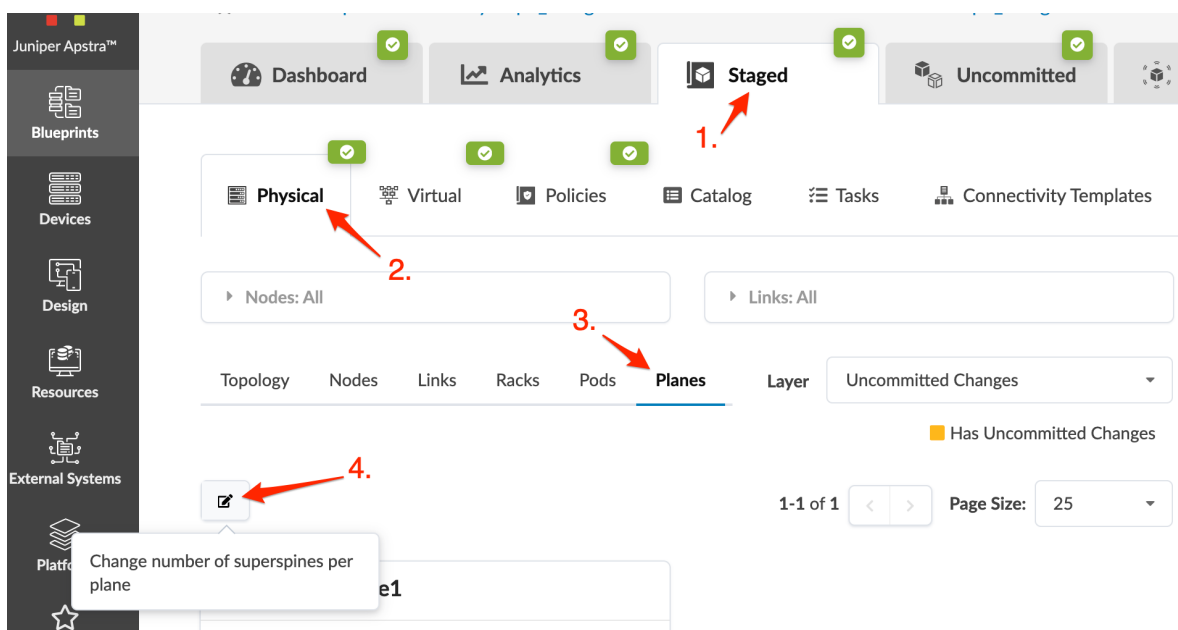 Juniper Apstra™
Dashboard
Analytics
Staged
Uncommitted
1.
Blueprints
Physical
Virtual
Policies
Catalog
Tasks
Connectivity Templates
Devices
2.
Nodes: All
Links: All
Design
3.
Topology
Nodes
Links
Racks
Pods
Planes
Layer
Uncommitted Changes
Resources
Has Uncommitted Changes
4.
External Systems
1-1 of 1
Page Size:
25
Change number of superspines per
plane
e1